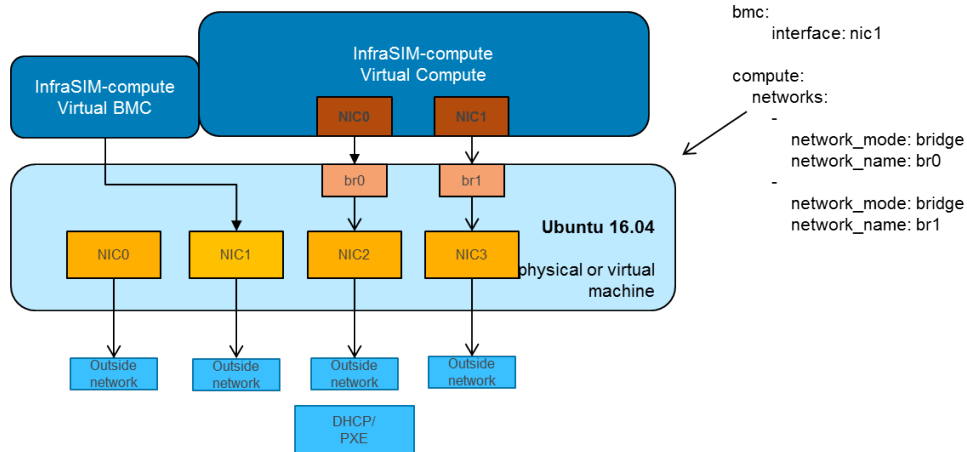 InfraSIM-compute
Virtual Compute
InfraSIM-compute
Virtual BMC
NIC0
NIC1
br0
br1
Ubuntu 16.04
physical or virtual
machine
NIC0
NIC1
NIC2
NIC3
Outside
network
Outside
network
Outside
network
Outside
network
DHCP/
PXE
bmc:
interface: nic1
compute:
networks:
-
network_mode: bridge
network_name: br0
-
network_mode: bridge
network_name: br1